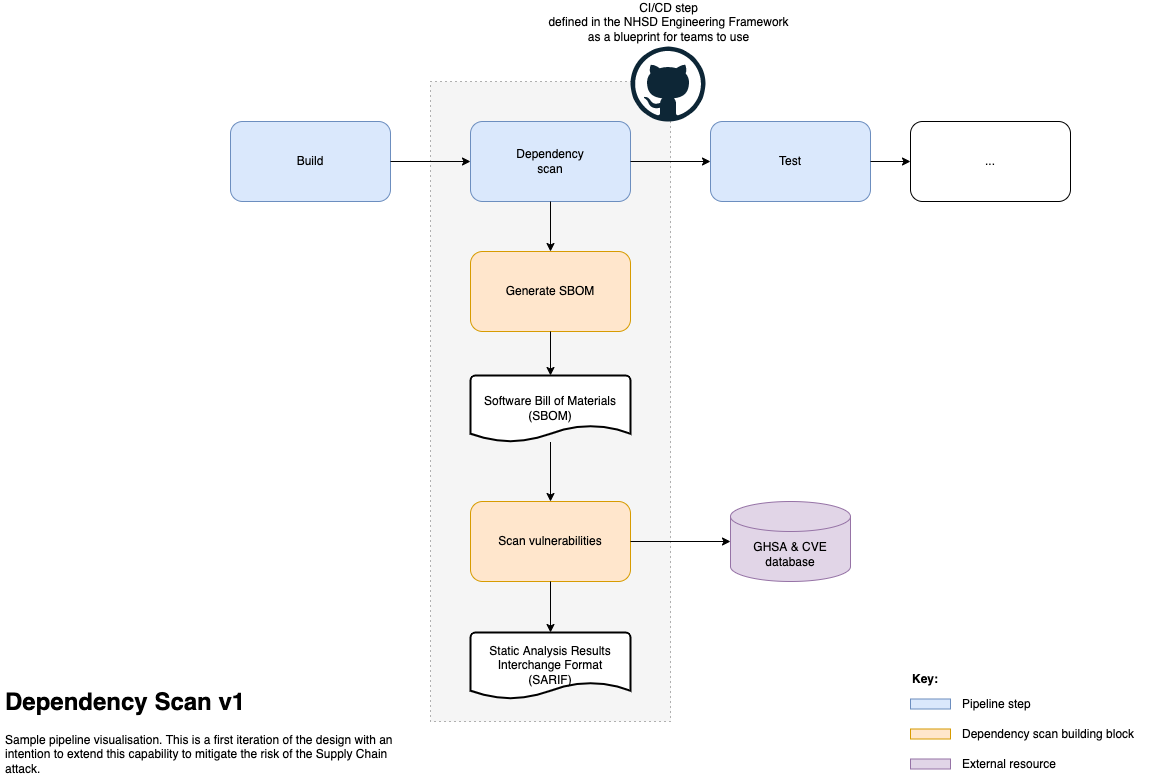 CI/CD step
defined in the NHSD Engineering Framework
as a blueprint for teams to use
Build
Dependency
scan
Test
...
Generate SBOM
Software Bill of Materials
(SBOM)
Scan vulnerabilities
GHSA & CVE
database
Static Analysis Results
Interchange Format
(SARIF)
Dependency Scan v1
Sample pipeline visualisation. This is a first iteration of the design with an
intention to extend this capability to mitigate the risk of the Supply Chain
attack.
Key:
Pipeline step
Dependency scan building block
External resource